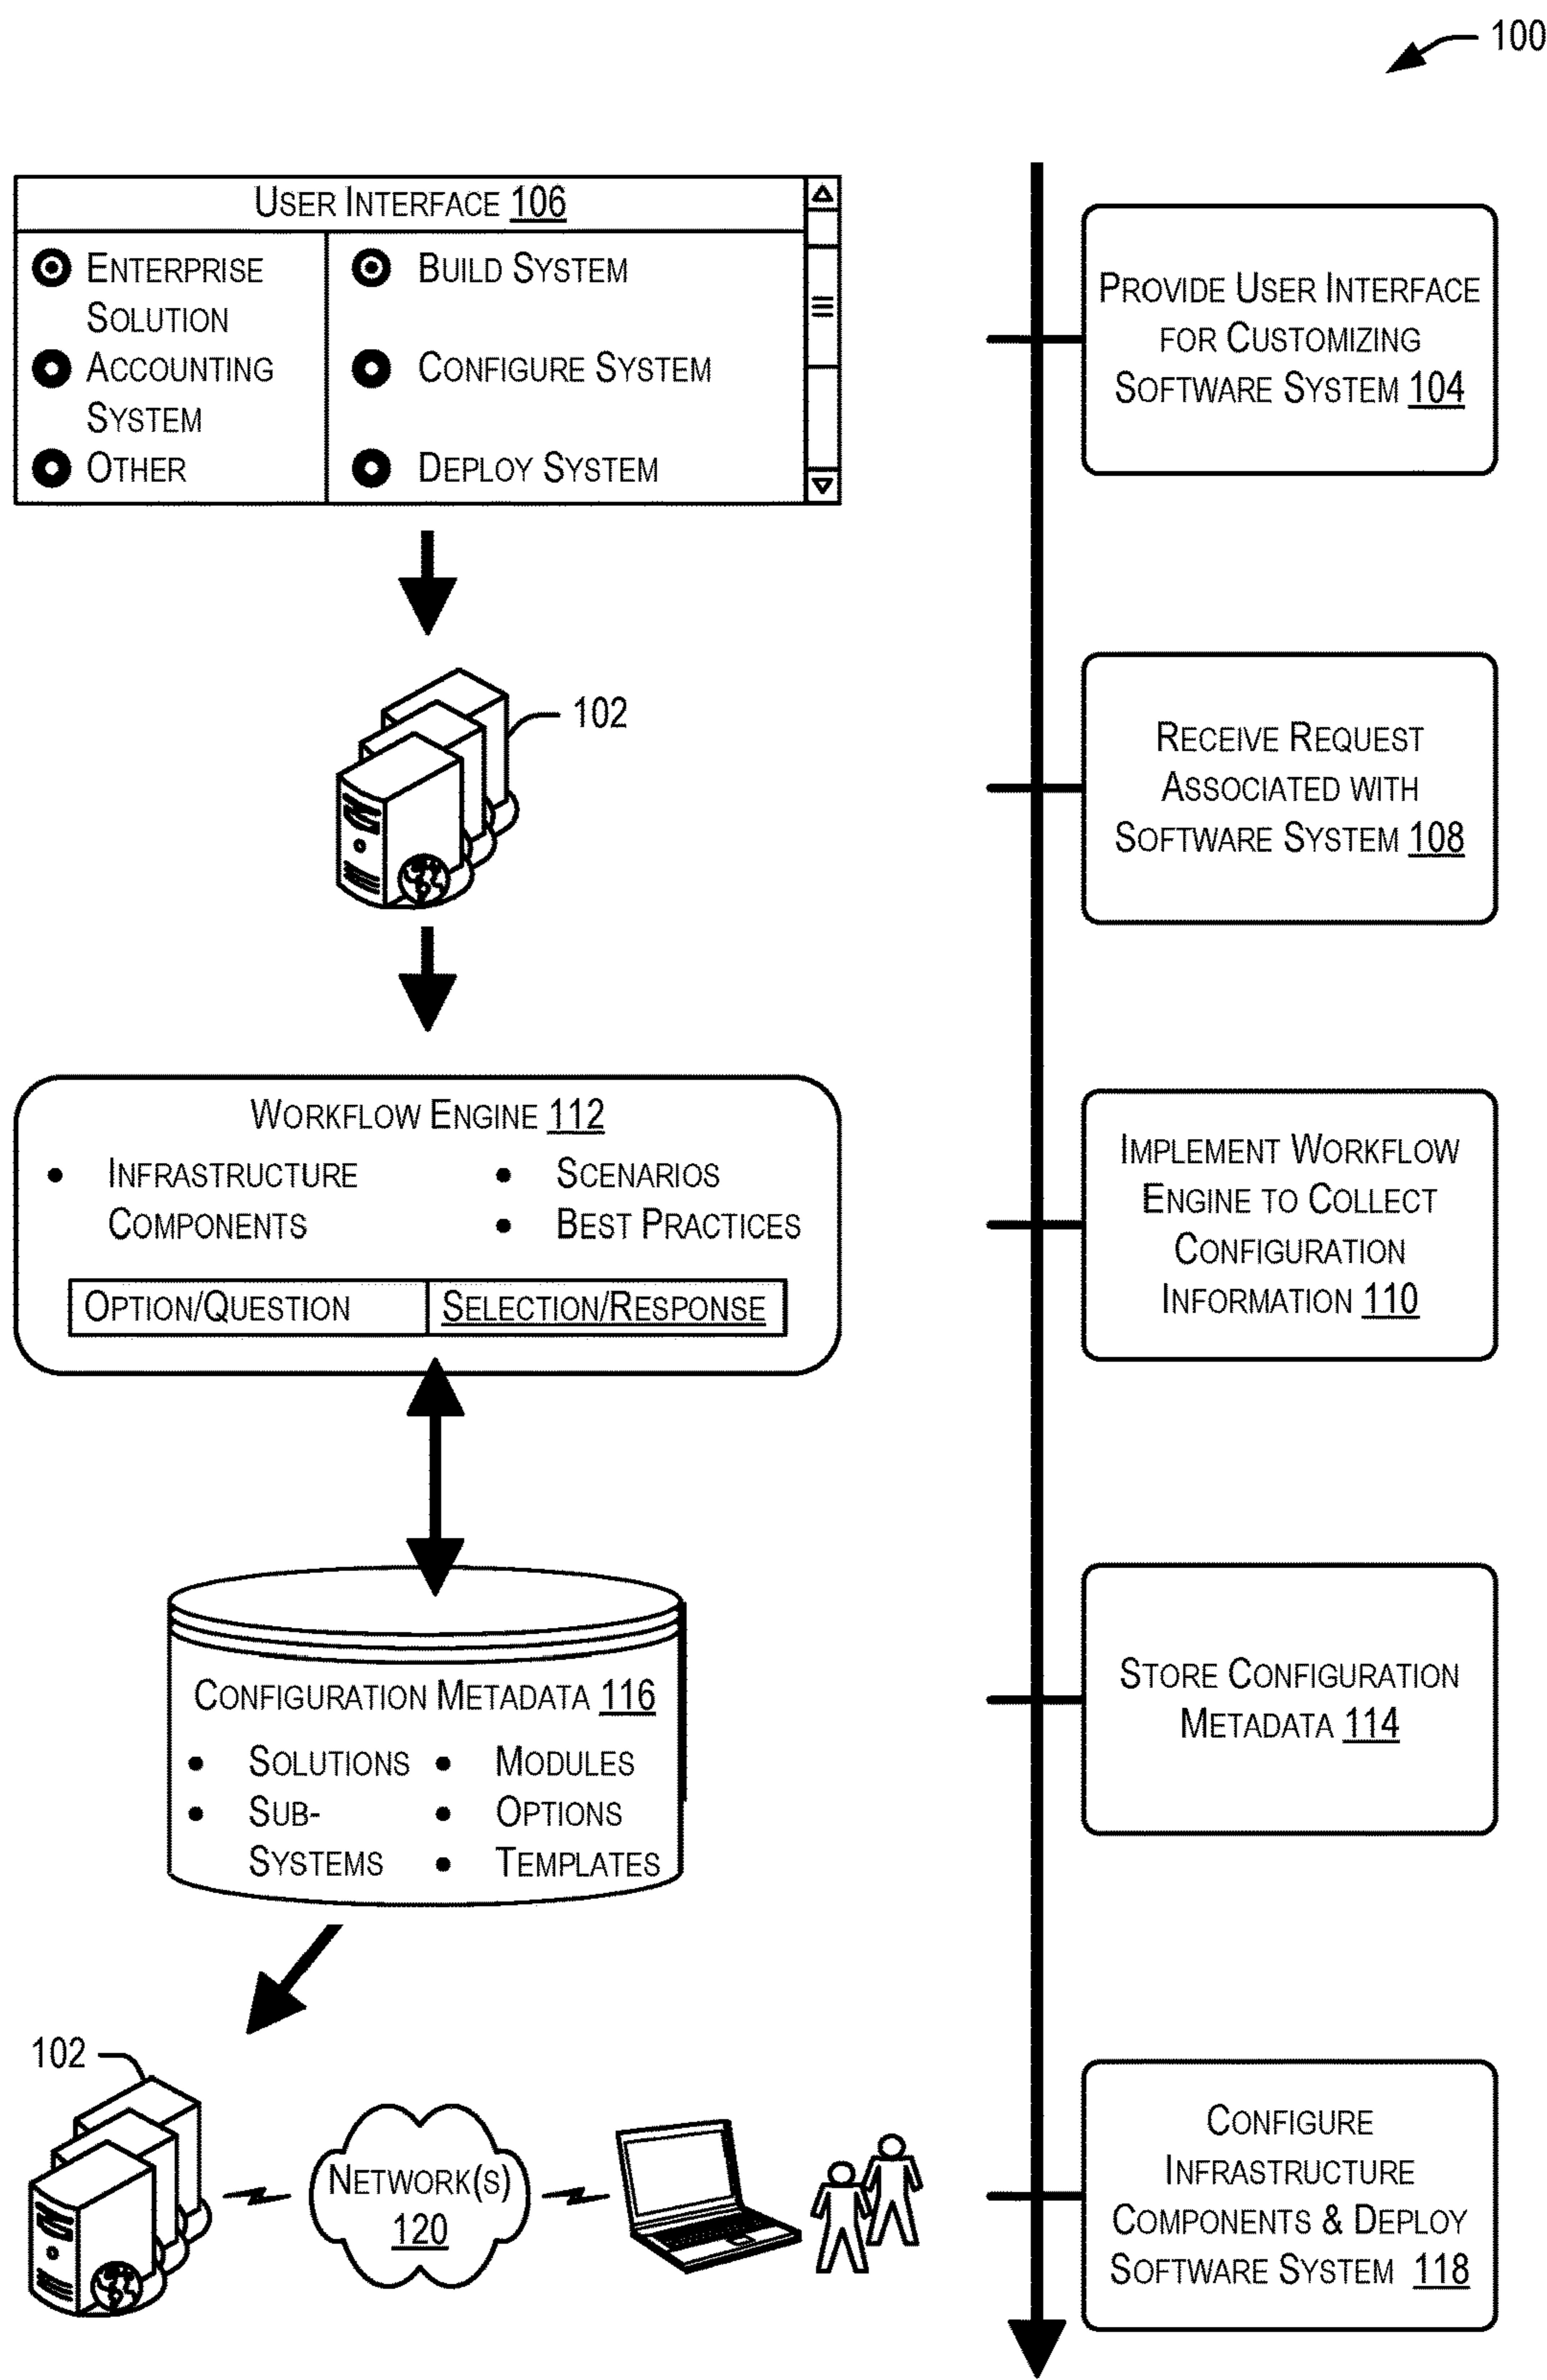 100
USER INTERFACE 106
ENTERPRISE
SOLUTION
ACCOUNTING
SYSTEM
OTHER
BUILD SYSTEM
CONFIGURE SYSTEM
DEPLOY SYSTEM
PROVIDE USER INTERFACE
FOR CUSTOMIZING
SOFTWARE SYSTEM 104
102
RECEIVE REQUEST
ASSOCIATED WITH
SOFTWARE SYSTEM 108
WORKFLOW ENGINE 112
• INFRASTRUCTURE
COMPONENTS
• SCENARIOS
• BEST PRACTICES
OPTION/QUESTION
SELECTION/RESPONSE
IMPLEMENT WORKFLOW
ENGINE TO COLLECT
CONFIGURATION
INFORMATION 110
CONFIGURATION METADATA 116
• SOLUTIONS
• SUB-
SYSTEMS
• MODULES
• OPTIONS
• TEMPLATES
STORE CONFIGURATION
METADATA 114
102
NETWORK(S)
120
CONFIGURE
INFRASTRUCTURE
COMPONENTS & DEPLOY
SOFTWARE SYSTEM 118